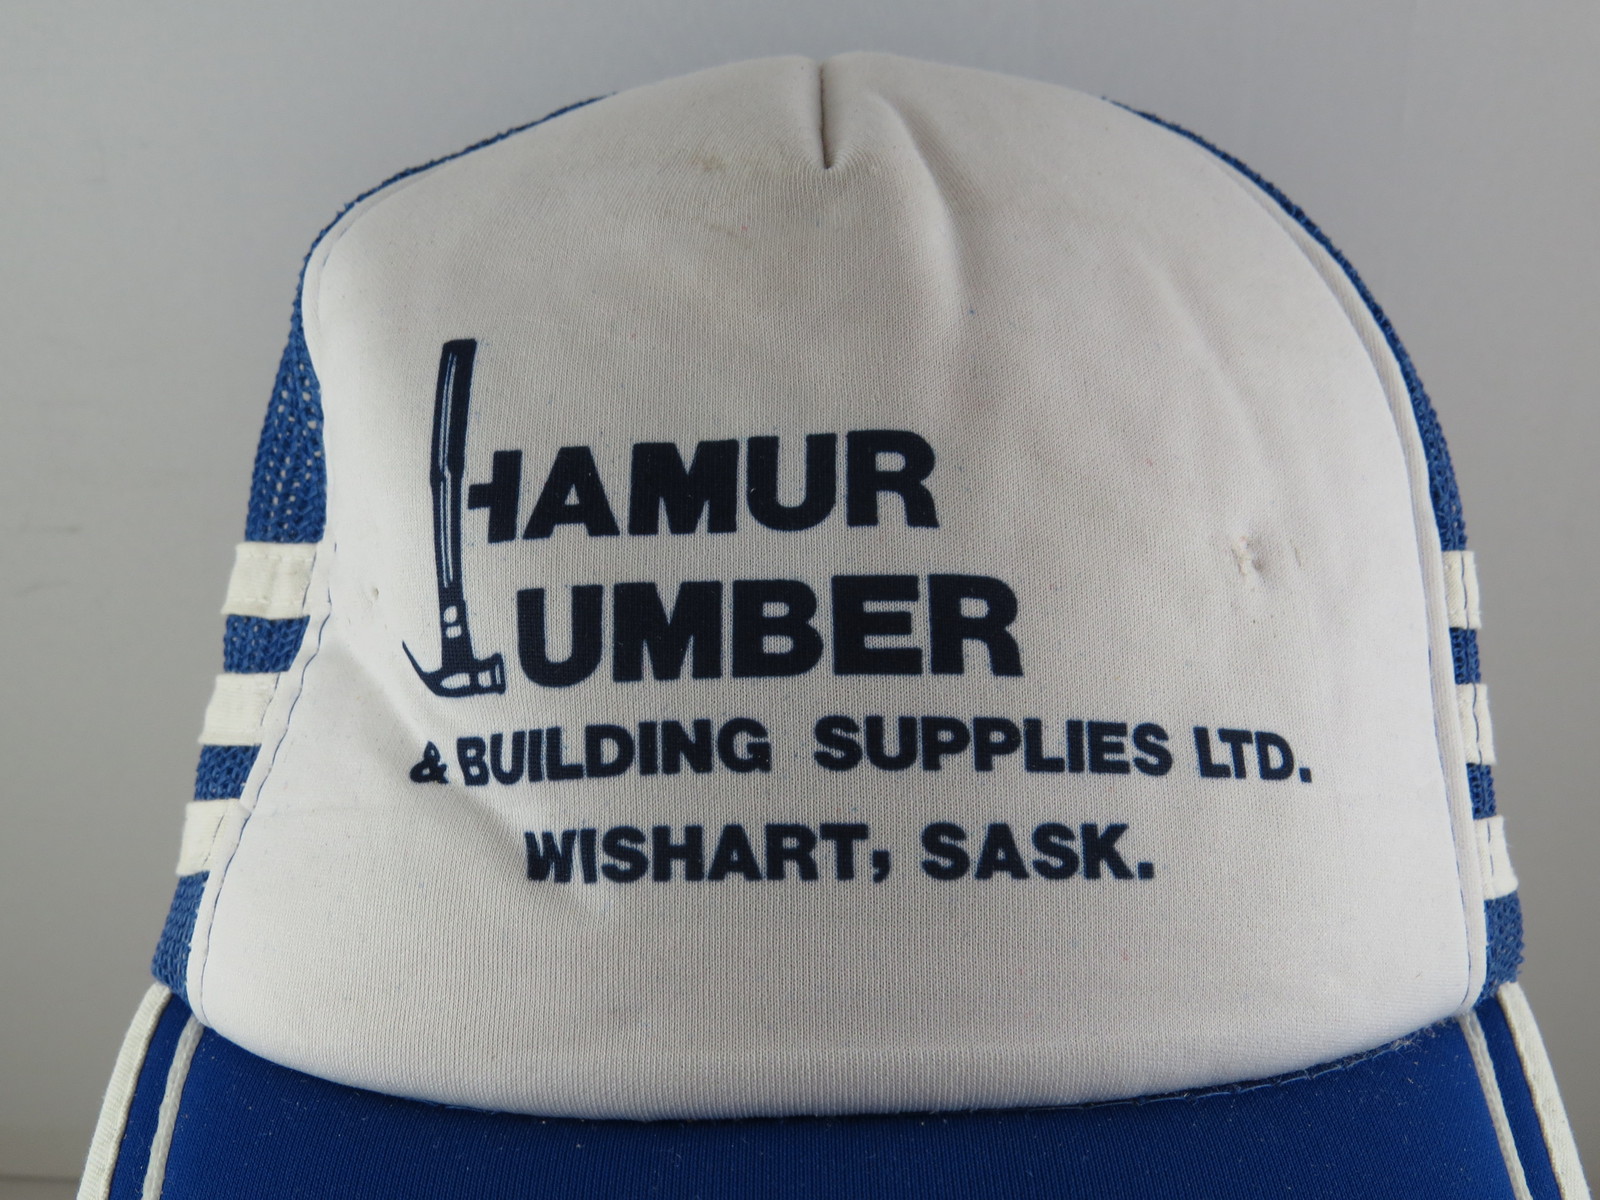 HAMUR
LUMBER
& BUILDING SUPPLIES LTD.
WISHART, SASK.